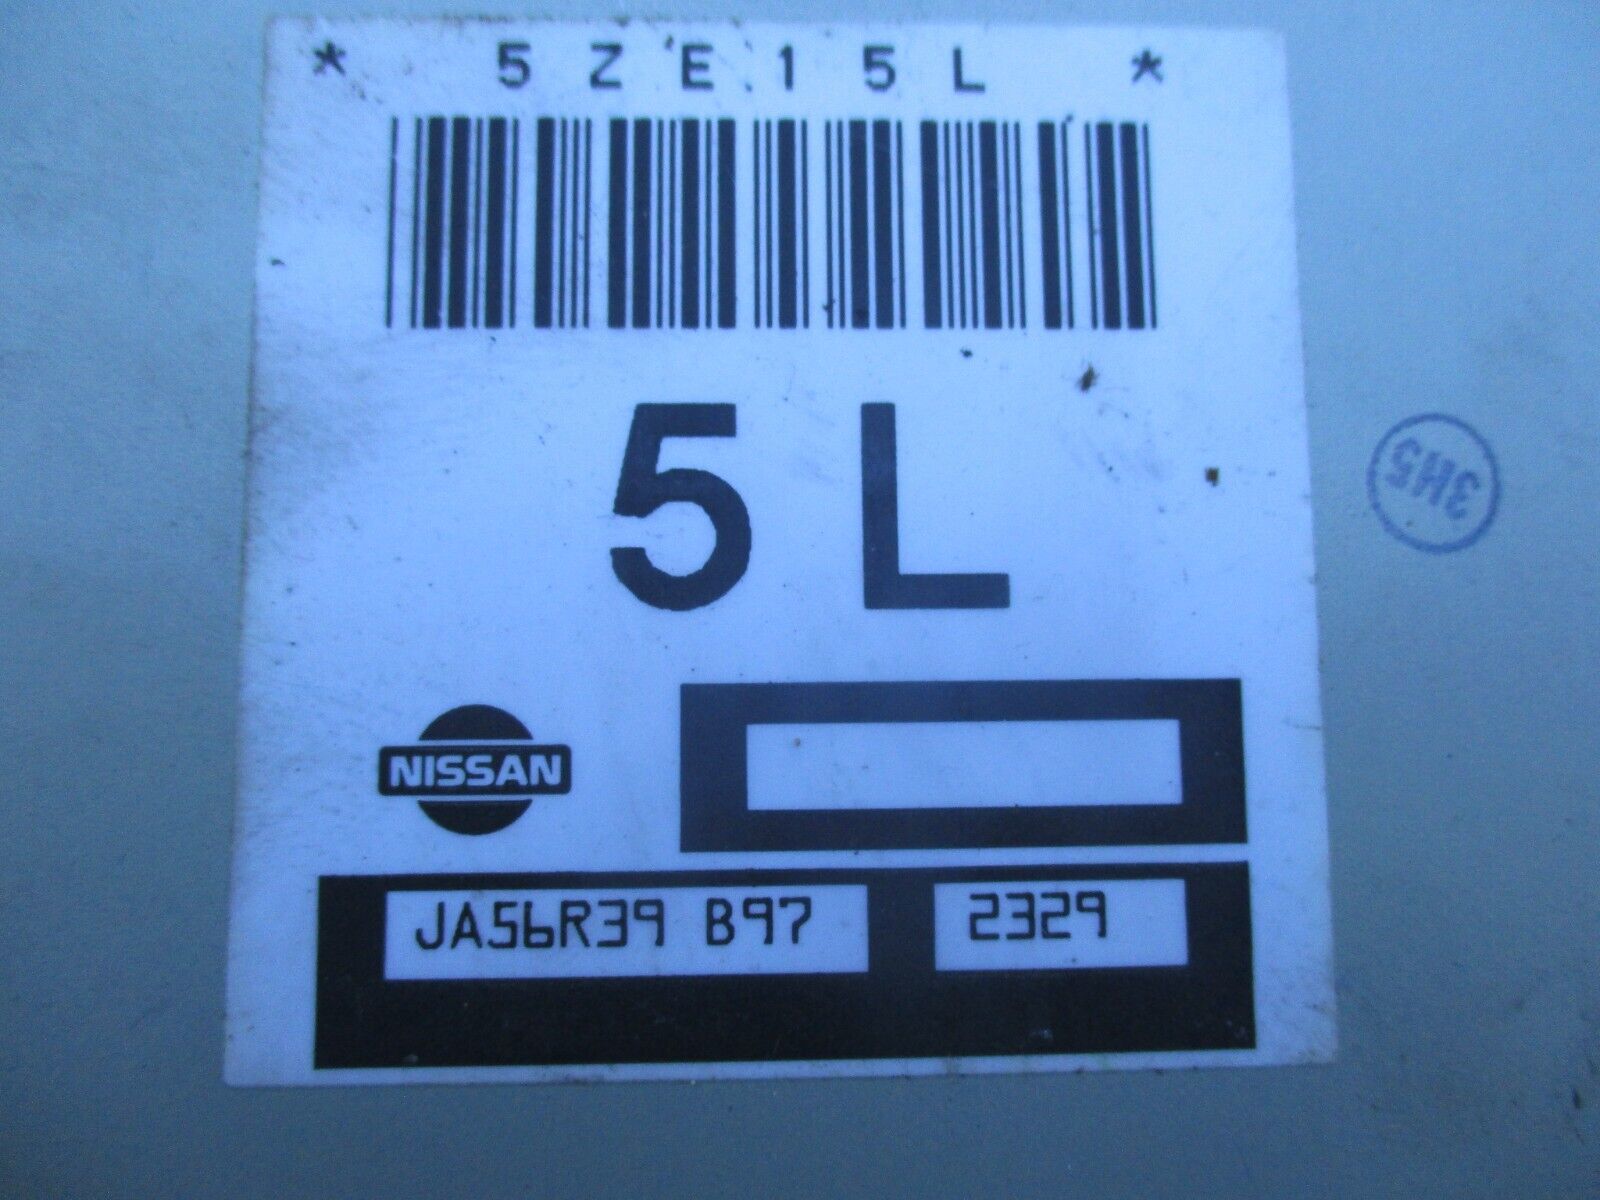 * 5ZE15L *
5L
NISSAN
JA56R39 B97 2329
3H5